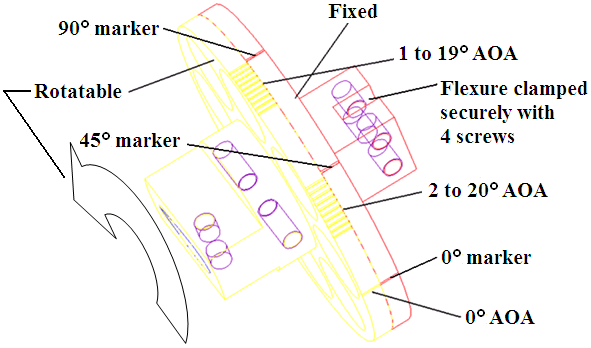 Fixed
90° marker
1 to 19° AOA
Rotatable
Flexure clamped
securely with
4 screws
45° marker
2 to 20° AOA
0° marker
0° AOA